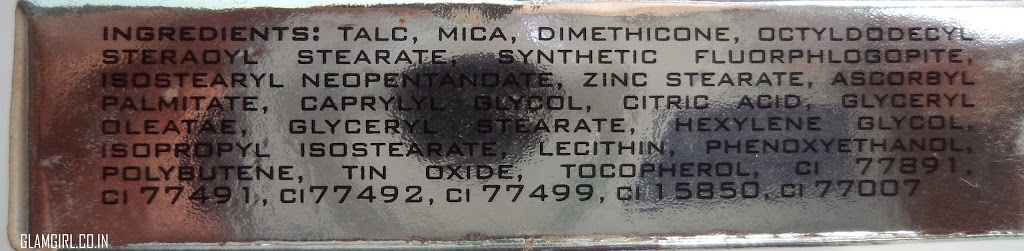 INGREDIENTS: TALC, MICA, DIMETHICONE, OCTYLDODECYL
STERAOYL STEARATE, SYNTHETIC FLUORPHLOGOPITE,
ISOSTEARYL NEOPENTANOATE, ZINC STEARATE, ASCORBYL
PALMITATE, CAPRYLYL GLYCOL, CITRIC ACID, GLYCERYL
OLEATAE, GLYCERYL STEARATE, HEXYLENE GLYCOL,
ISOPROPYL ISOSTEARATE, LECITHIN, PHENOXYETHANOL,
POLYBUTENE, TIN OXIDE, TOCOPHEROL, CI 77891,
CI 77491, CI77492, CI 77499, CI 15850, CI 77007
GLAMGIRL.CO.IN